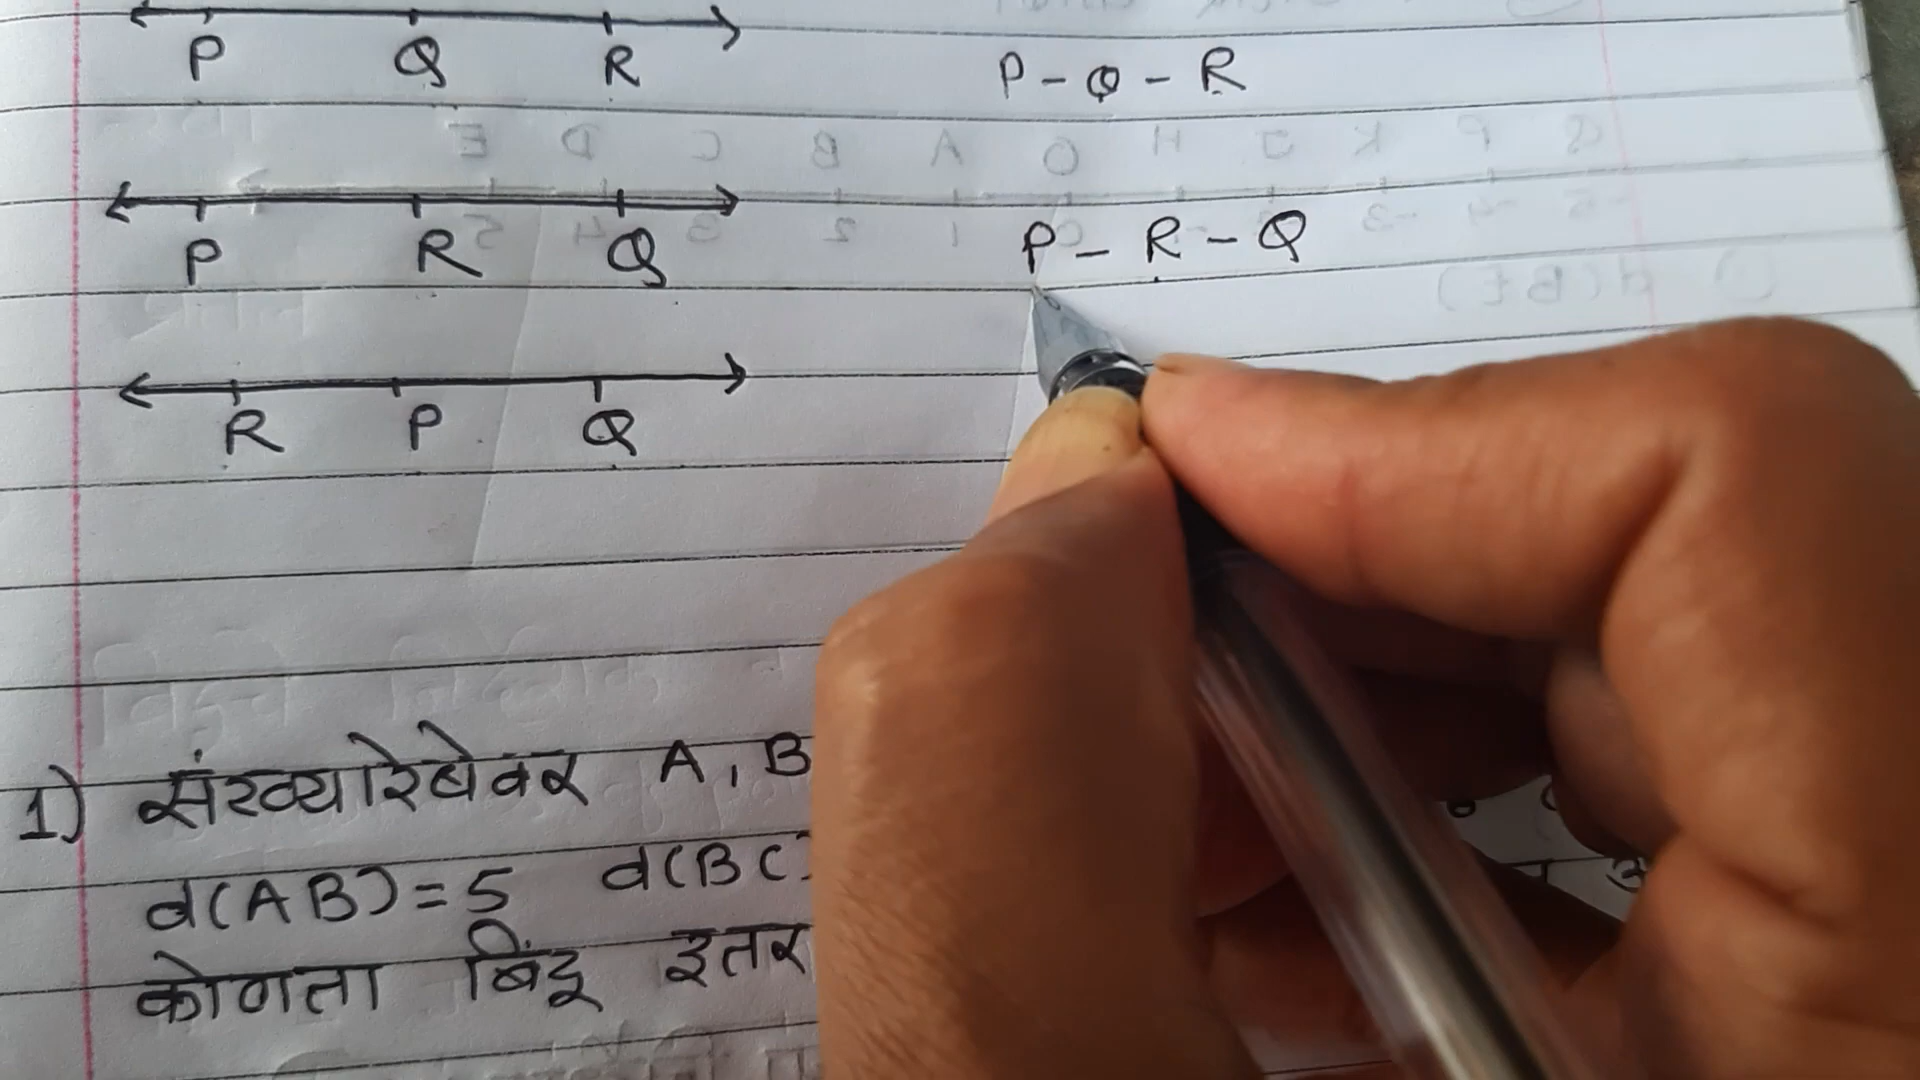 P Q R P - Q - R
P R Q P - R - Q
R P Q
1) संख्यारेषेवर A, B
d(AB) = 5 d(BC)
कोणता बिंदू इतर